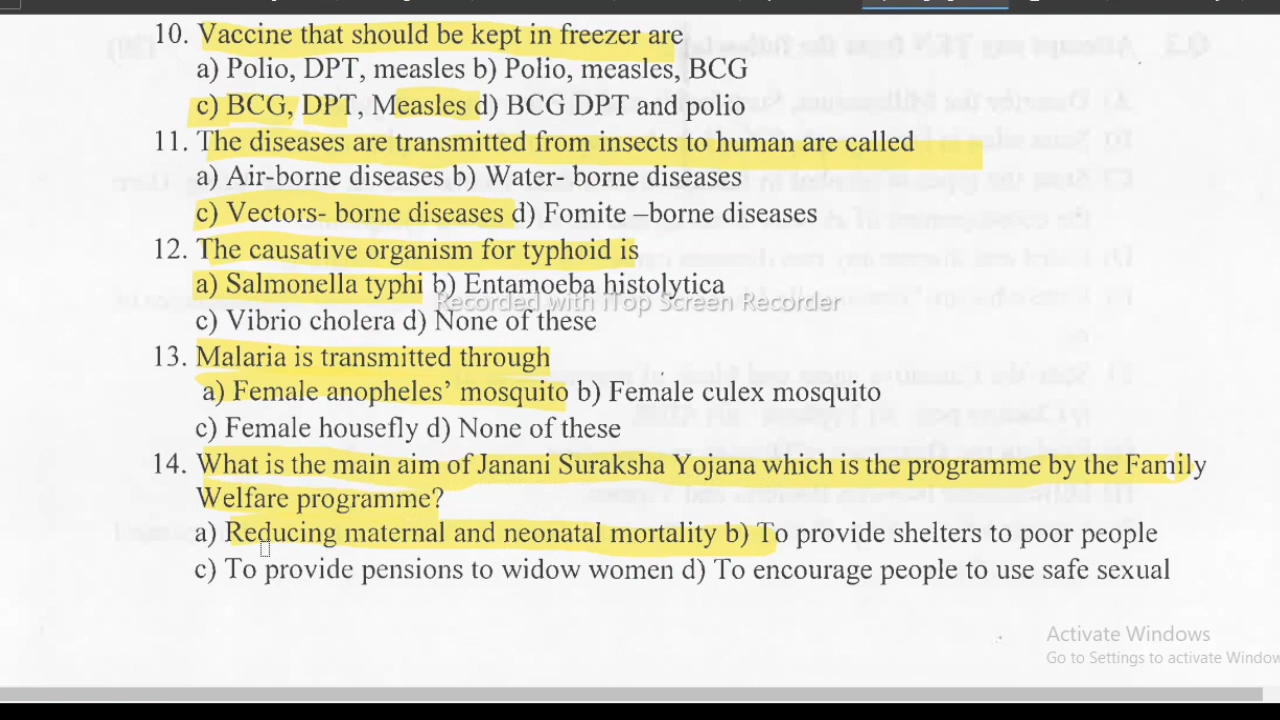 10. Vaccine that should be kept in freezer are
a) Polio, DPT, measles b) Polio, measles, BCG
c) BCG, DPT, Measles d) BCG DPT and polio
11. The diseases are transmitted from insects to human are called
a) Air-borne diseases b) Water- borne diseases
c) Vectors- borne diseases d) Fomite –borne diseases
12. The causative organism for typhoid is
a) Salmonella typhi b) Entamoeba histolytica
Recorded with iTop Screen Recorder
c) Vibrio cholera d) None of these
13. Malaria is transmitted through
a) Female anopheles’ mosquito b) Female culex mosquito
c) Female housefly d) None of these
14. What is the main aim of Janani Suraksha Yojana which is the programme by the Family
Welfare programme?
a) Reducing maternal and neonatal mortality b) To provide shelters to poor people
c) To provide pensions to widow women d) To encourage people to use safe sexual
Activate Windows
Go to Settings to activate Window